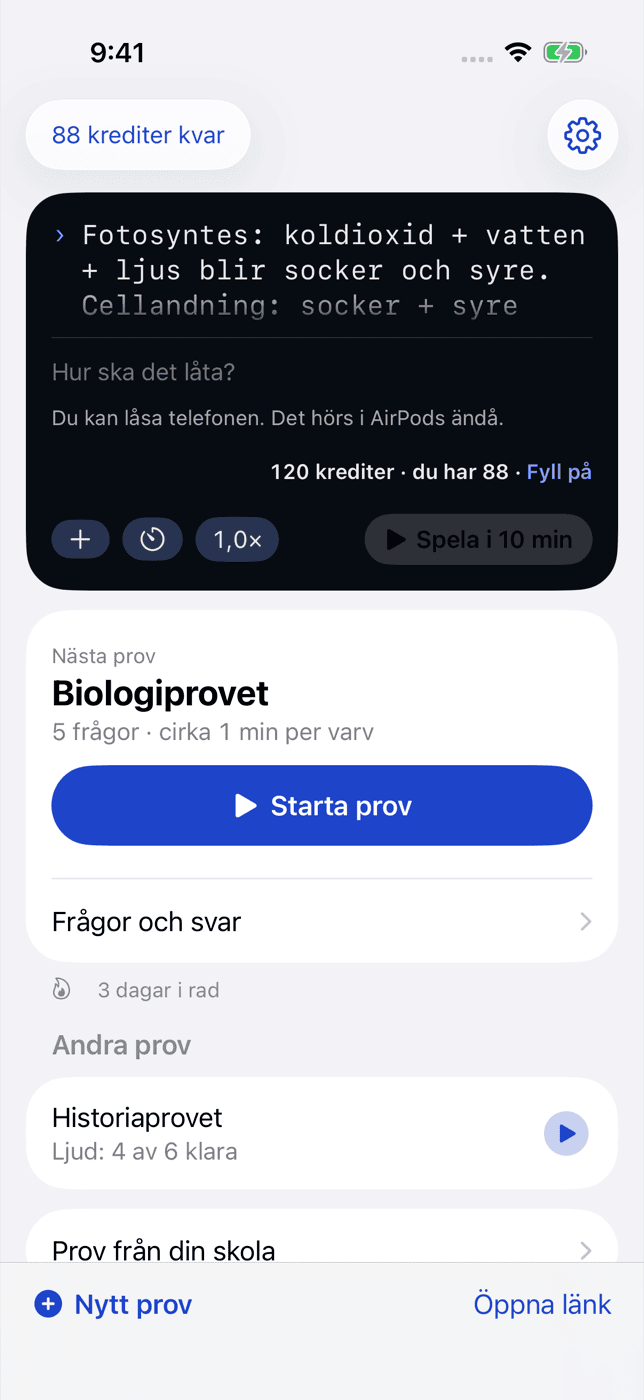 9:41
88 krediter kvar
› Fotosyntes: koldioxid + vatten
+ ljus blir socker och syre.
Cellandning: socker + syre
Hur ska det låta?
Du kan låsa telefonen. Det hörs i AirPods ändå.
120 krediter · du har 88 · Fyll på
1,0×
Spela i 10 min
Nästa prov
Biologiprovet
5 frågor · cirka 1 min per varv
Starta prov
Frågor och svar
3 dagar i rad
Andra prov
Historiaprovet
Ljud: 4 av 6 klara
Prov från din skola
Nytt prov
Öppna länk